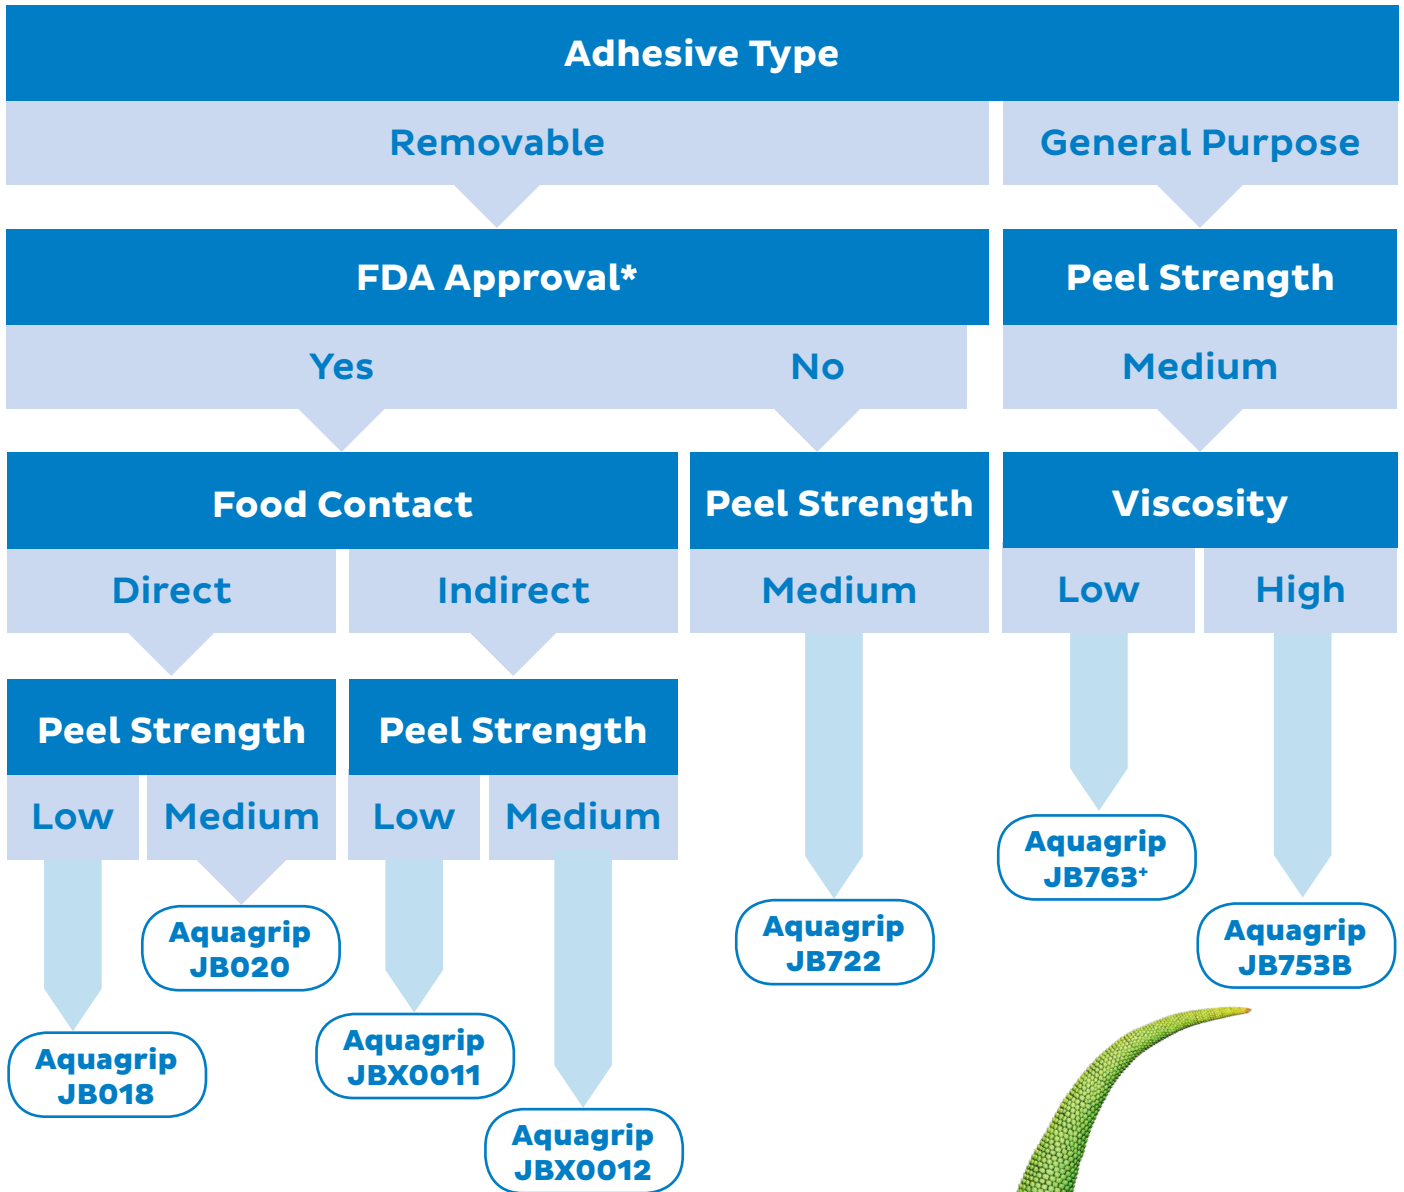 Adhesive Type
Removable
General Purpose
FDA Approval*
Peel Strength
Yes
No
Medium
Food Contact
Peel Strength
Viscosity
Direct
Indirect
Medium
Low
High
Peel Strength
Peel Strength
Low
Medium
Low
Medium
Aquagrip
JB763⁺
Aquagrip
JB020
Aquagrip
JB722
Aquagrip
JB753B
Aquagrip
JB018
Aquagrip
JBX0011
Aquagrip
JBX0012